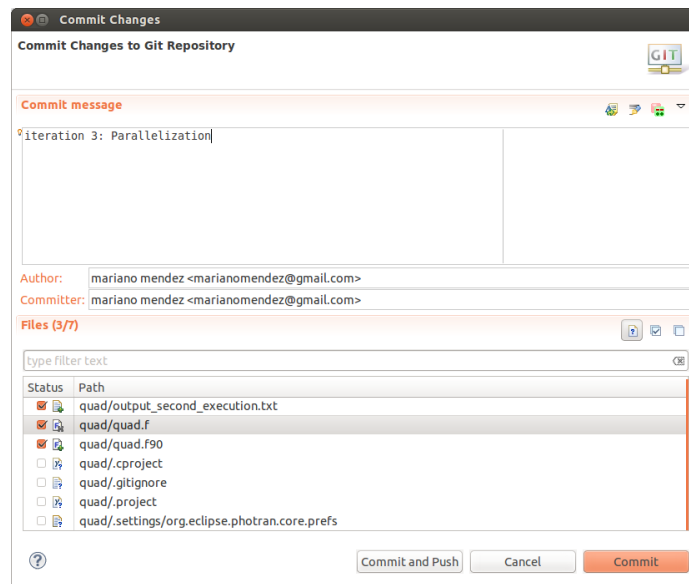 Commit Changes
Commit Changes to Git Repository
GIT
Commit message
iteration 3: Parallelization
Author: mariano mendez <marianomendez@gmail.com>
Committer: mariano mendez <marianomendez@gmail.com>
Files (3/7)
type filter text
Status Path
quad/output_second_execution.txt
quad/quad.f
quad/quad.f90
quad/.cproject
quad/.gitignore
quad/.project
quad/.settings/org.eclipse.photran.core.prefs
Commit and Push Cancel Commit